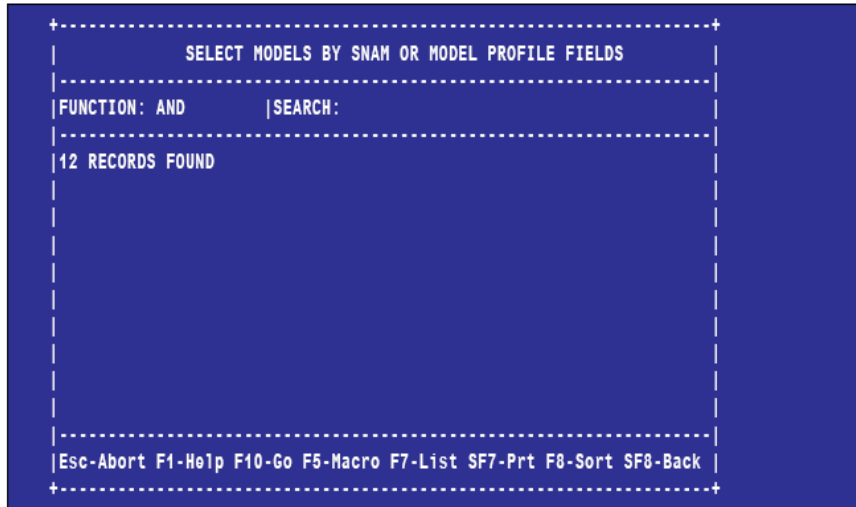 SELECT MODELS BY SNAM OR MODEL PROFILE FIELDS
FUNCTION: AND |SEARCH:
12 RECORDS FOUND
Esc-Abort F1-Help F10-Go F5-Macro F7-List SF7-Prt F8-Sort SF8-Back